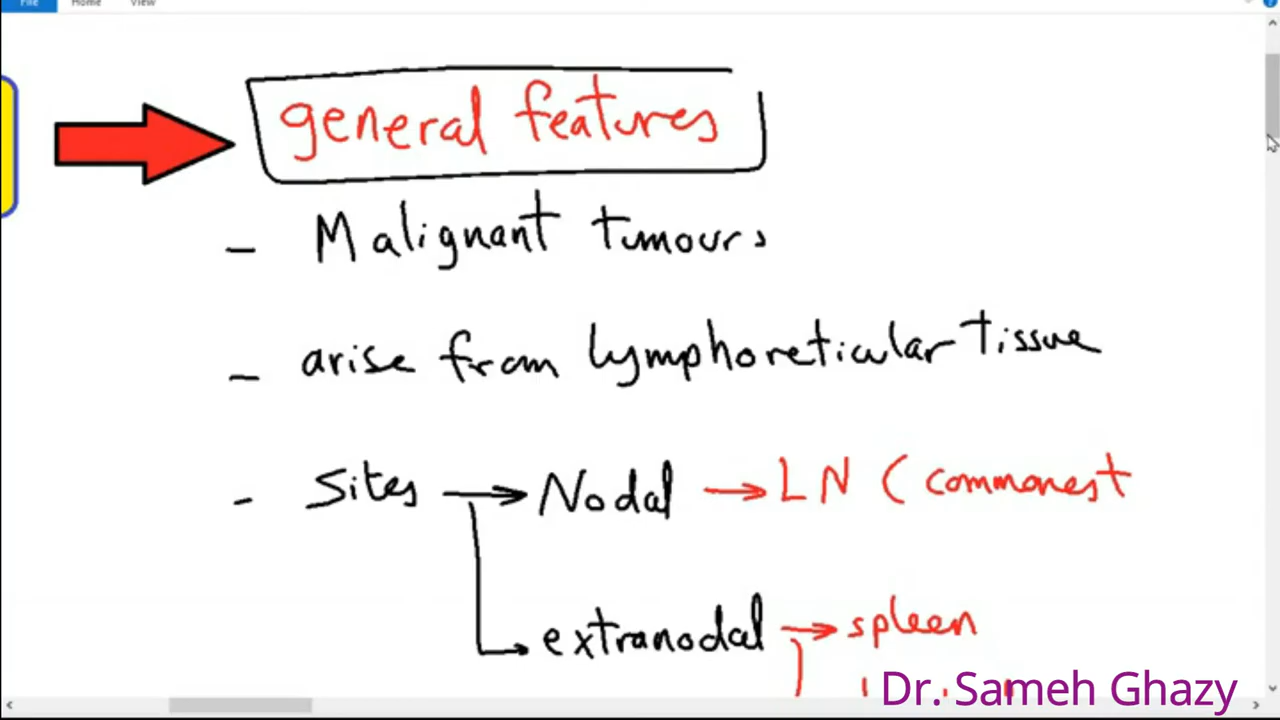 File Home View
general features
- Malignant tumours
- arise from lymphoreticular tissue
- Sites → Nodal → LN (commonest
extranodal → spleen
Dr. Sameh Ghazy